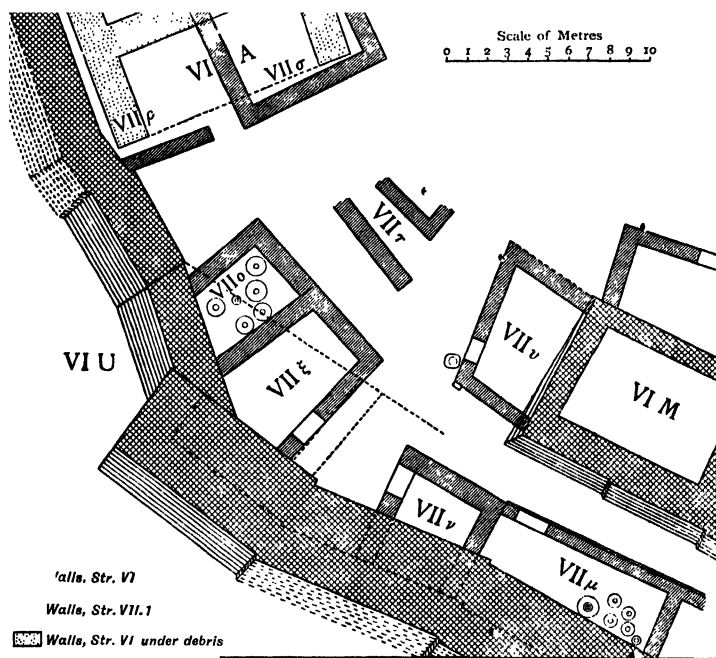 Scale of Metres
0 1 2 3 4 5 6 7 8 9 10
VI A
VII σ
VII ρ
VII τ
VII ο
VII ξ
VI U
VII υ
VI M
VII ν
VII μ
alls. Str. VI
Walls, Str. VII.1
Walls, Str. VI under debris